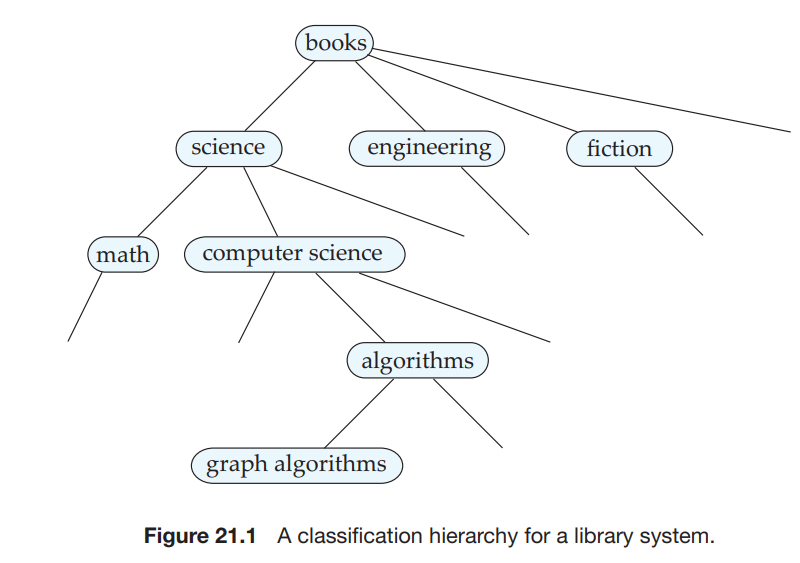 books
science
engineering
fiction
math
computer science
algorithms
graph algorithms
Figure 21.1 A classification hierarchy for a library system.